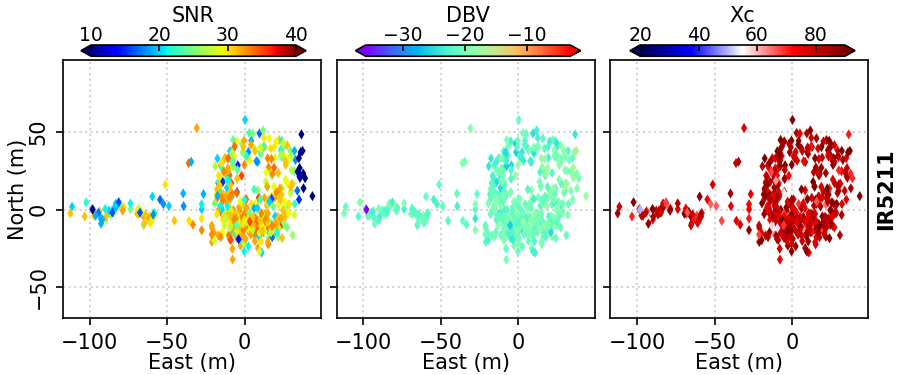 SNR DBV Xc
10 20 30 40 −30 −20 −10 20 40 60 80
50
0
−50
North (m)
IR5211
−100 −50 0 −100 −50 0 −100 −50 0
East (m) East (m) East (m)